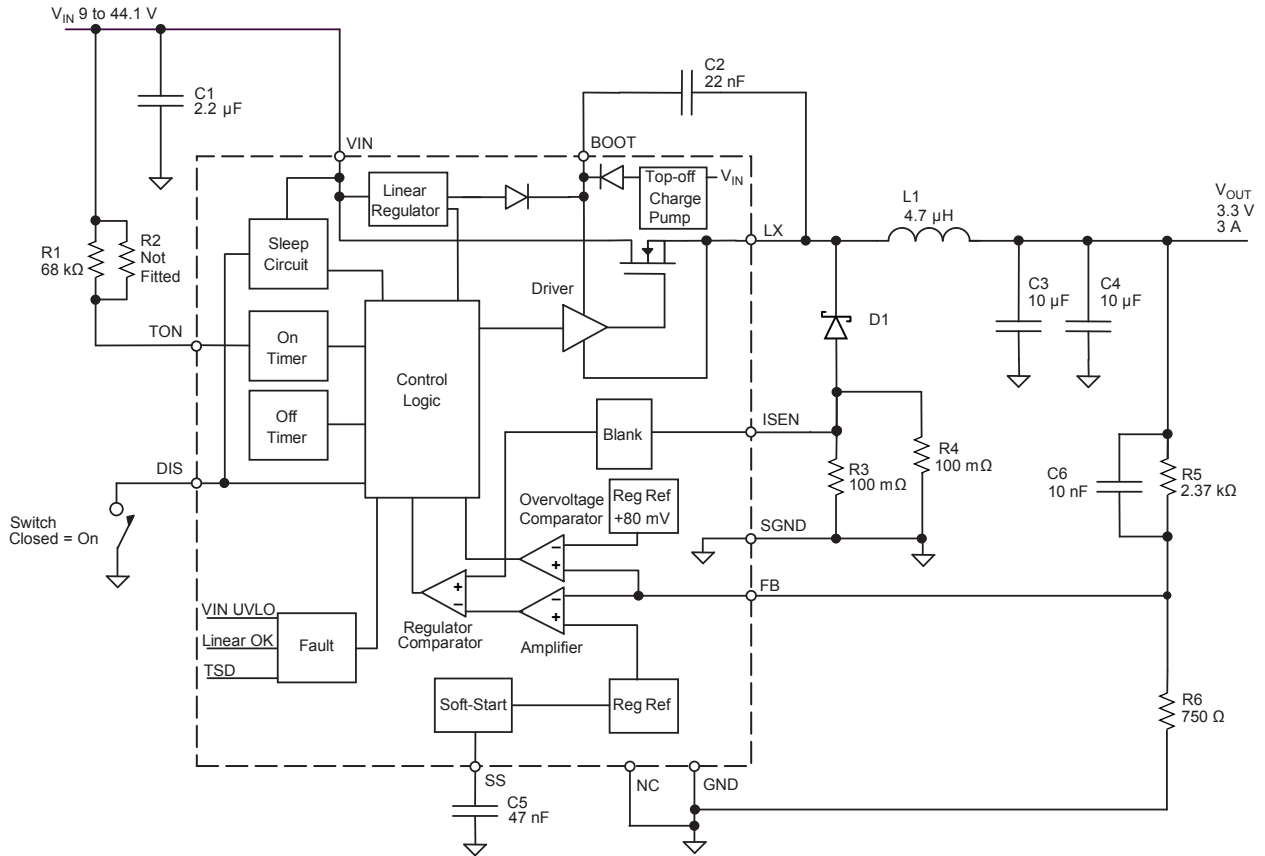 VIN 9 to 44.1 V
C1
2.2 µF
C2
22 nF
VIN
BOOT
Linear
Regulator
Top-off
Charge
Pump
VIN
LX
L1
4.7 µH
VOUT
3.3 V
3 A
R1
68 kΩ
R2
Not
Fitted
Sleep
Circuit
Driver
C3
10 µF
C4
10 µF
D1
TON
On
Timer
Control
Logic
Off
Timer
Blank
ISEN
R3
100 mΩ
R4
100 mΩ
C6
10 nF
R5
2.37 kΩ
DIS
Switch
Closed = On
Overvoltage
Comparator
Reg Ref
+80 mV
SGND
−
+
FB
+
−
−
+
Regulator
Comparator
Amplifier
VIN UVLO
Linear OK
TSD
Fault
Soft-Start
Reg Ref
R6
750 Ω
SS
NC
GND
C5
47 nF